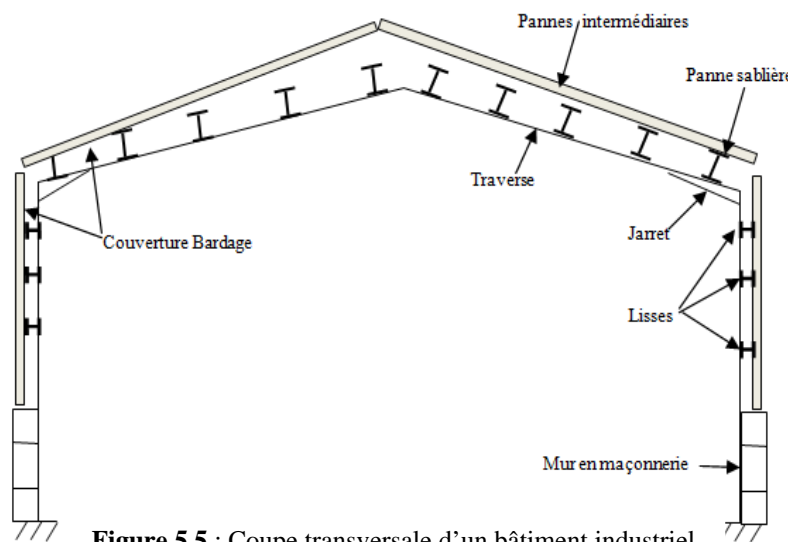 Pannes intermédiaires
Panne sablière
Traverse
Couverture Bardage
Jarret
Lisses
Mur en maçonnerie
Figure 5.5 : Coupe transversale d'un bâtiment industriel